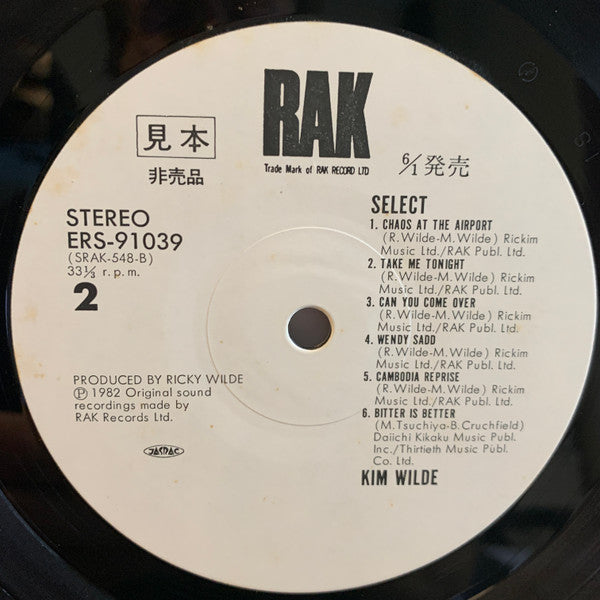 RAK
Trade Mark of RAK RECORD LTD
見本
非売品
6/1 発売
STEREO
ERS-91039
(SRAK-548-B)
33⅓ r.p.m.
2
SELECT
1. CHAOS AT THE AIRPORT
(R.Wilde-M.Wilde) Rickim
Music Ltd./RAK Publ. Ltd.
2. TAKE ME TONIGHT
(R.Wilde-M.Wilde) Rickim
Music Ltd./RAK Publ. Ltd.
3. CAN YOU COME OVER
(R.Wilde-M.Wilde) Rickim
Music Ltd./RAK Publ. Ltd.
4. WENDY SADD
(R.Wilde-M.Wilde) Rickim
Music Ltd./RAK Publ. Ltd.
5. CAMBODIA REPRISE
(R.Wilde-M.Wilde) Rickim
Music Ltd./RAK Publ. Ltd.
6. BITTER IS BETTER
(M.Tsuchiya-B.Cruchfield)
Daiichi Kikaku Music Publ.
Inc./Thirtieth Music Publ.
Co. Ltd.
KIM WILDE
PRODUCED BY RICKY WILDE
℗ 1982 Original sound
recordings made by
RAK Records Ltd.
JASRAC